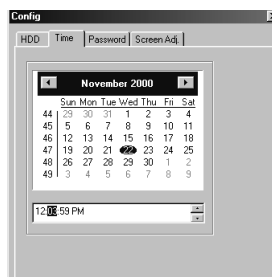 Config
HDD Time Password Screen Adj.
November 2000
Sun Mon Tue Wed Thu Fri Sat
44 29 30 31 1 2 3 4
45 5 6 7 8 9 10 11
46 12 13 14 15 16 17 18
47 19 20 21 22 23 24 25
48 26 27 28 29 30 1 2
49 3 4 5 6 7 8 9
12:03:59 PM